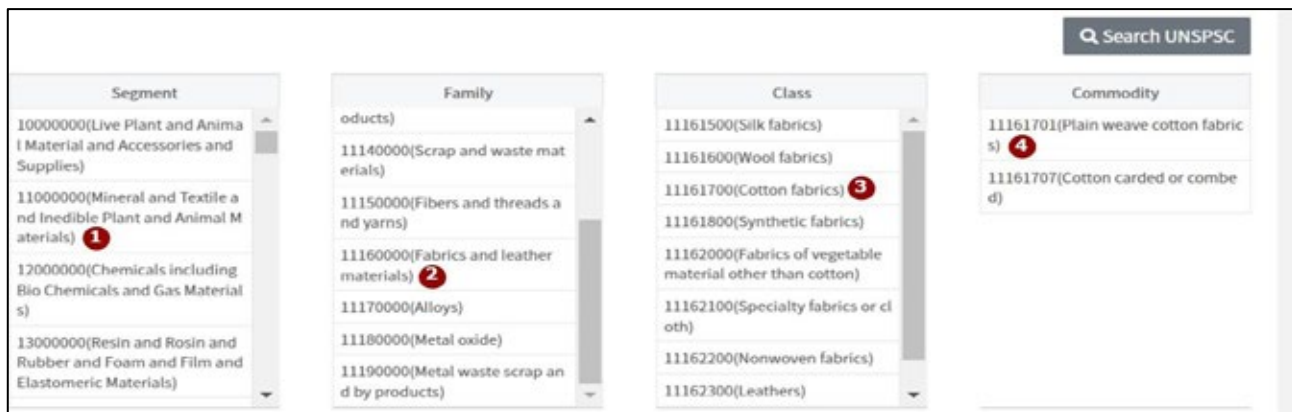 Search UNSPSC
Segment
10000000(Live Plant and Anima
l Material and Accessories and
Supplies)
11000000(Mineral and Textile a
nd Inedible Plant and Animal M
aterials) 1
12000000(Chemicals including
Bio Chemicals and Gas Material
s)
13000000(Resin and Rosin and
Rubber and Foam and Film and
Elastomeric Materials)
Family
oducts)
11140000(Scrap and waste mat
erials)
11150000(Fibers and threads a
nd yarns)
11160000(Fabrics and leather
materials) 2
11170000(Alloys)
11180000(Metal oxide)
11190000(Metal waste scrap an
d by products)
Class
11161500(Silk fabrics)
11161600(Wool fabrics)
11161700(Cotton fabrics) 3
11161800(Synthetic fabrics)
11162000(Fabrics of vegetable
material other than cotton)
11162100(Specialty fabrics or cl
oth)
11162200(Nonwoven fabrics)
11162300(Leathers)
Commodity
11161701(Plain weave cotton fabric
s) 4
11161707(Cotton carded or combe
d)